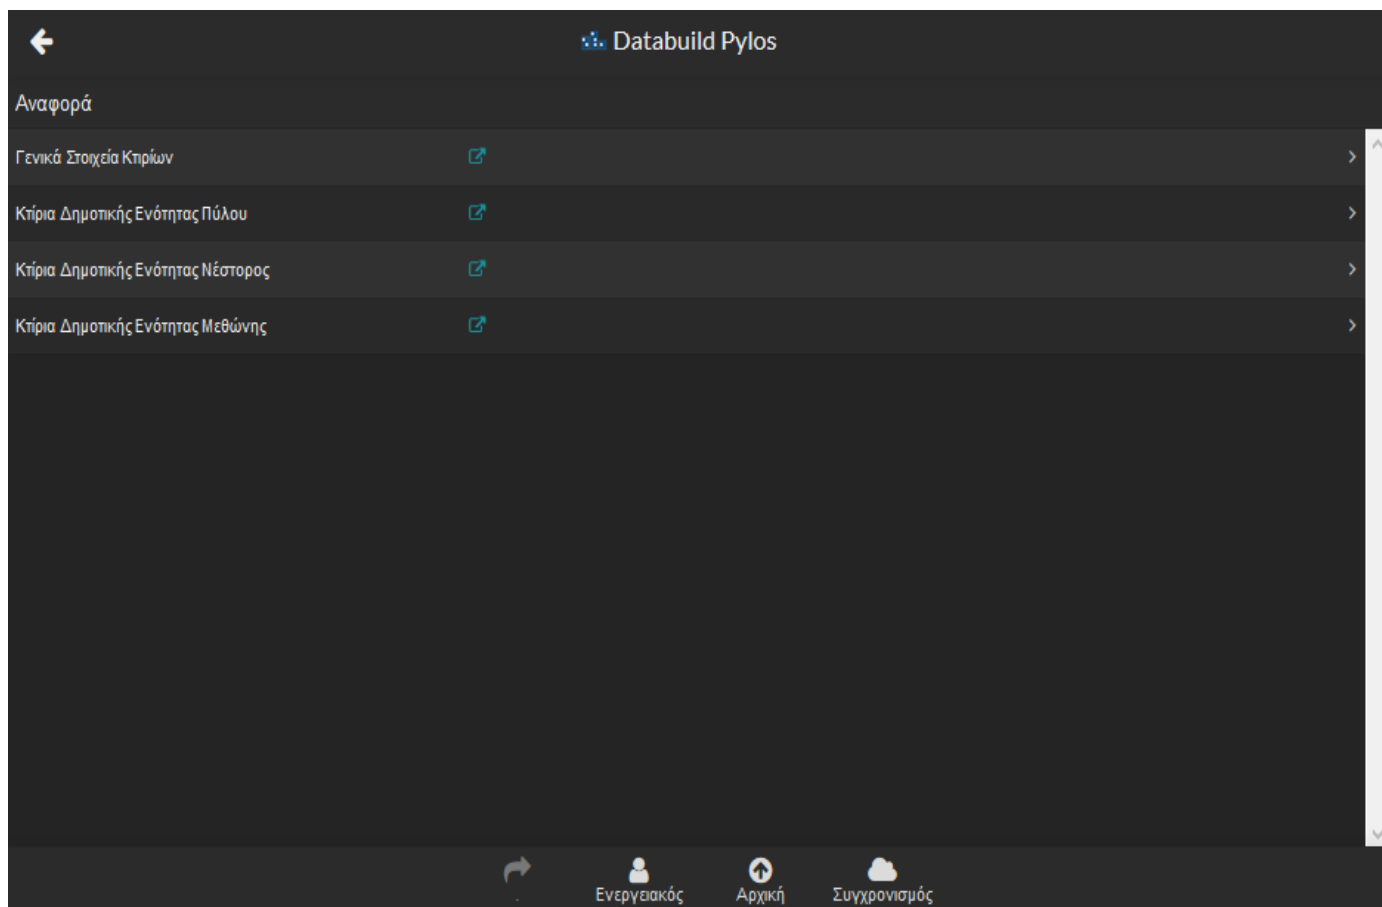 Databuild Pylos
Αναφορά
Γενικά Στοιχεία Κτιρίων
Κτίρια Δημοτικής Ενότητας Πύλου
Κτίρια Δημοτικής Ενότητας Νέστορος
Κτίρια Δημοτικής Ενότητας Μεθώνης
Ενεργειακός Αρχική Συγχρονισμός